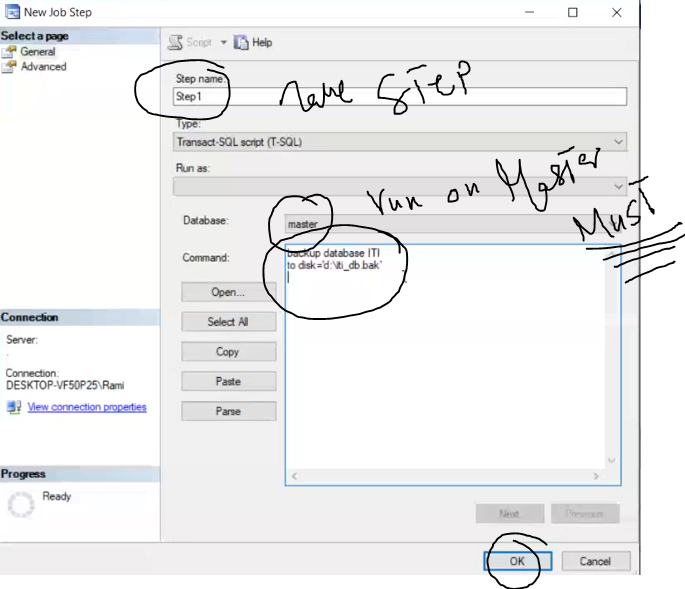 New Job Step
Select a page
General
Advanced
Script Help
Step name:
Step1
name STEP
Type:
Transact-SQL script (T-SQL)
Run as:
run on Master
MUST
Database:
master
Command:
backup database ITI
to disk='d:\iti_db.bak'
Open...
Select All
Copy
Paste
Parse
Connection
Server:
.
Connection:
DESKTOP-VF50P25\Rami
View connection properties
Progress
Ready
Next Previous
OK Cancel